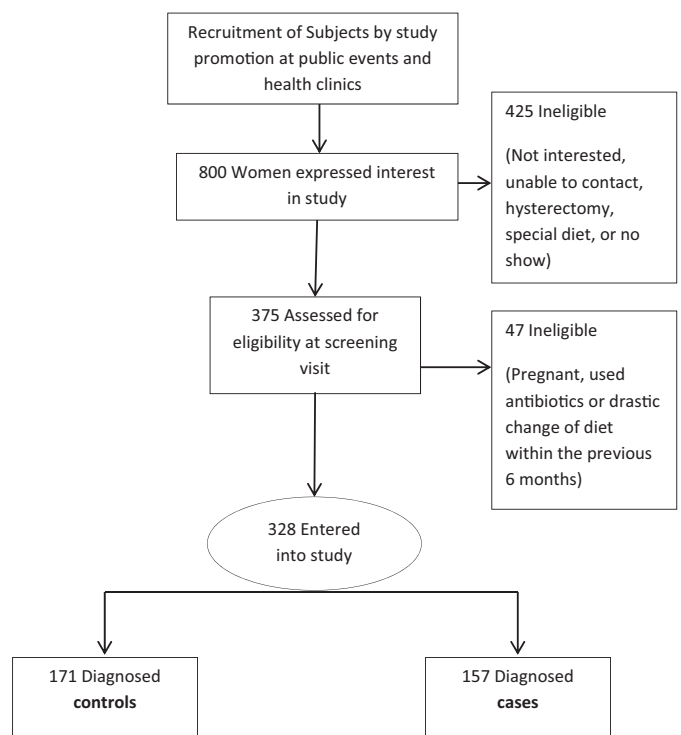 Recruitment of Subjects by study
promotion at public events and
health clinics
800 Women expressed interest
in study
425 Ineligible
(Not interested,
unable to contact,
hysterectomy,
special diet, or no
show)
375 Assessed for
eligibility at screening
visit
47 Ineligible
(Pregnant, used
antibiotics or drastic
change of diet
within the previous
6 months)
328 Entered
into study
171 Diagnosed
controls
157 Diagnosed
cases